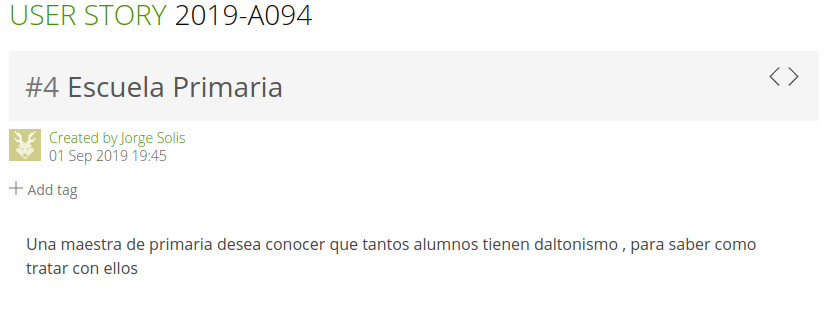 USER STORY 2019-A094
#4 Escuela Primaria
Created by Jorge Solis
01 Sep 2019 19:45
Add tag
Una maestra de primaria desea conocer que tantos alumnos tienen daltonismo , para saber como
tratar con ellos